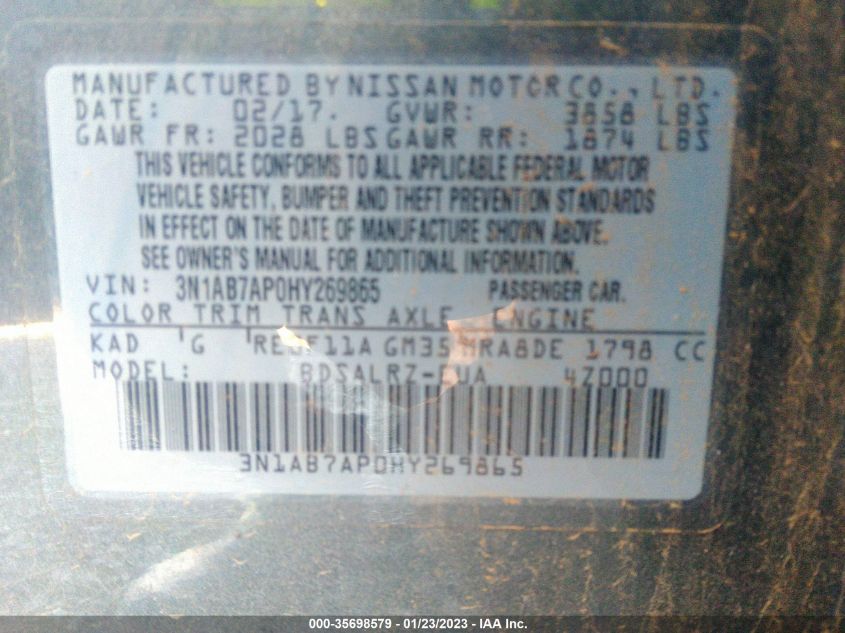 MANUFACTURED BY NISSAN MOTOR CO., LTD.
DATE: 02/17. GVWR: 3858 LBS
GAWR FR: 2028 LBS GAWR RR: 1874 LBS
THIS VEHICLE CONFORMS TO ALL APPLICABLE FEDERAL MOTOR
VEHICLE SAFETY, BUMPER AND THEFT PREVENTION STANDARDS
IN EFFECT ON THE DATE OF MANUFACTURE SHOWN ABOVE.
SEE OWNER'S MANUAL FOR ADDITIONAL INFORMATION.
VIN: 3N1AB7AP0HY269865 PASSENGER CAR.
COLOR TRIM TRANS AXLE ENGINE
KAD G GM35 MRA8DE 1798 CC
MODEL: 4Z000
3N1AB7AP0HY269865
000-35698579 - 01/23/2023 - IAA Inc.